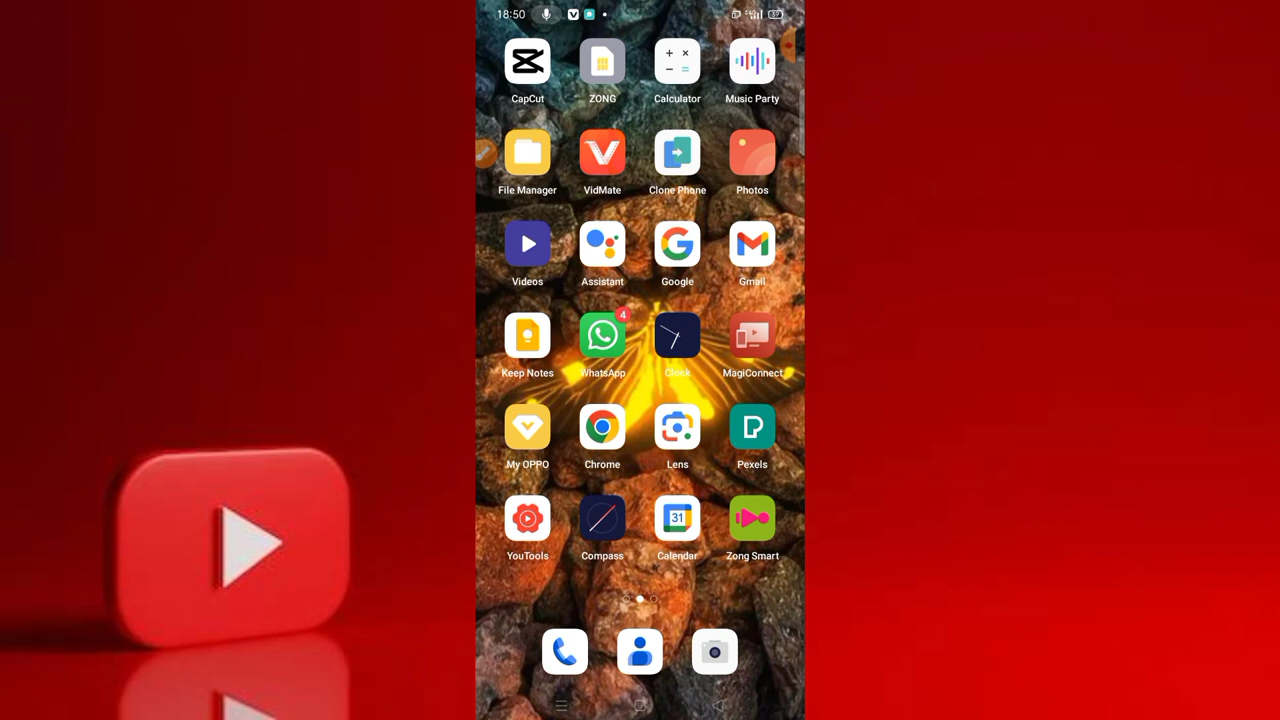 18:50
59
CapCut ZONG Calculator Music Party
File Manager VidMate Clone Phone Photos
Videos Assistant Google Gmail
Keep Notes WhatsApp Clock MagiConnect
4
My OPPO Chrome Lens Pexels
31
YouTools Compass Calendar Zong Smart